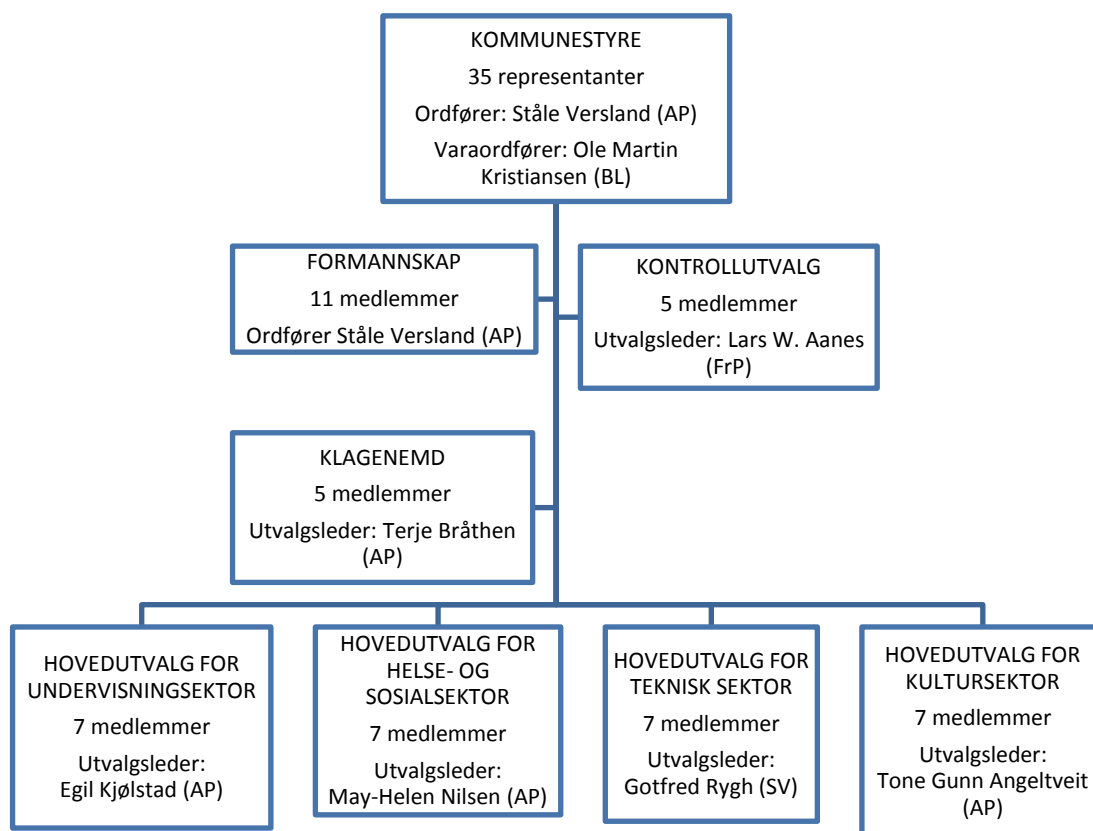 KOMMUNESTYRE
35 representanter
Ordfører: Ståle Versland (AP)
Varaordfører: Ole Martin
Kristiansen (BL)
FORMANNSKAP
11 medlemmer
Ordfører Ståle Versland (AP)
KONTROLLUTVALG
5 medlemmer
Utvalgsleder: Lars W. Aanes
(FrP)
KLAGENEMD
5 medlemmer
Utvalgsleder: Terje Bråthen
(AP)
HOVEDUTVALG FOR
UNDERVISNINGSEKTOR
7 medlemmer
Utvalgsleder:
Egil Kjølstad (AP)
HOVEDUTVALG FOR
HELSE- OG
SOSIALSEKTOR
7 medlemmer
Utvalgsleder:
May-Helen Nilsen (AP)
HOVEDUTVALG FOR
TEKNISK SEKTOR
7 medlemmer
Utvalgsleder:
Gotfred Rygh (SV)
HOVEDUTVALG FOR
KULTURSEKTOR
7 medlemmer
Utvalgsleder:
Tone Gunn Angeltveit
(AP)